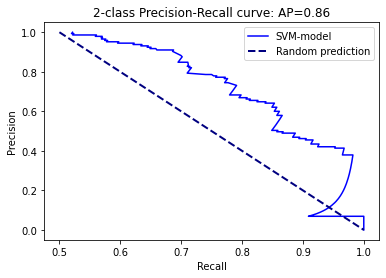 2-class Precision-Recall curve: AP=0.86
SVM-model
Random prediction
Precision
1.0
0.8
0.6
0.4
0.2
0.0
0.5 0.6 0.7 0.8 0.9 1.0
Recall